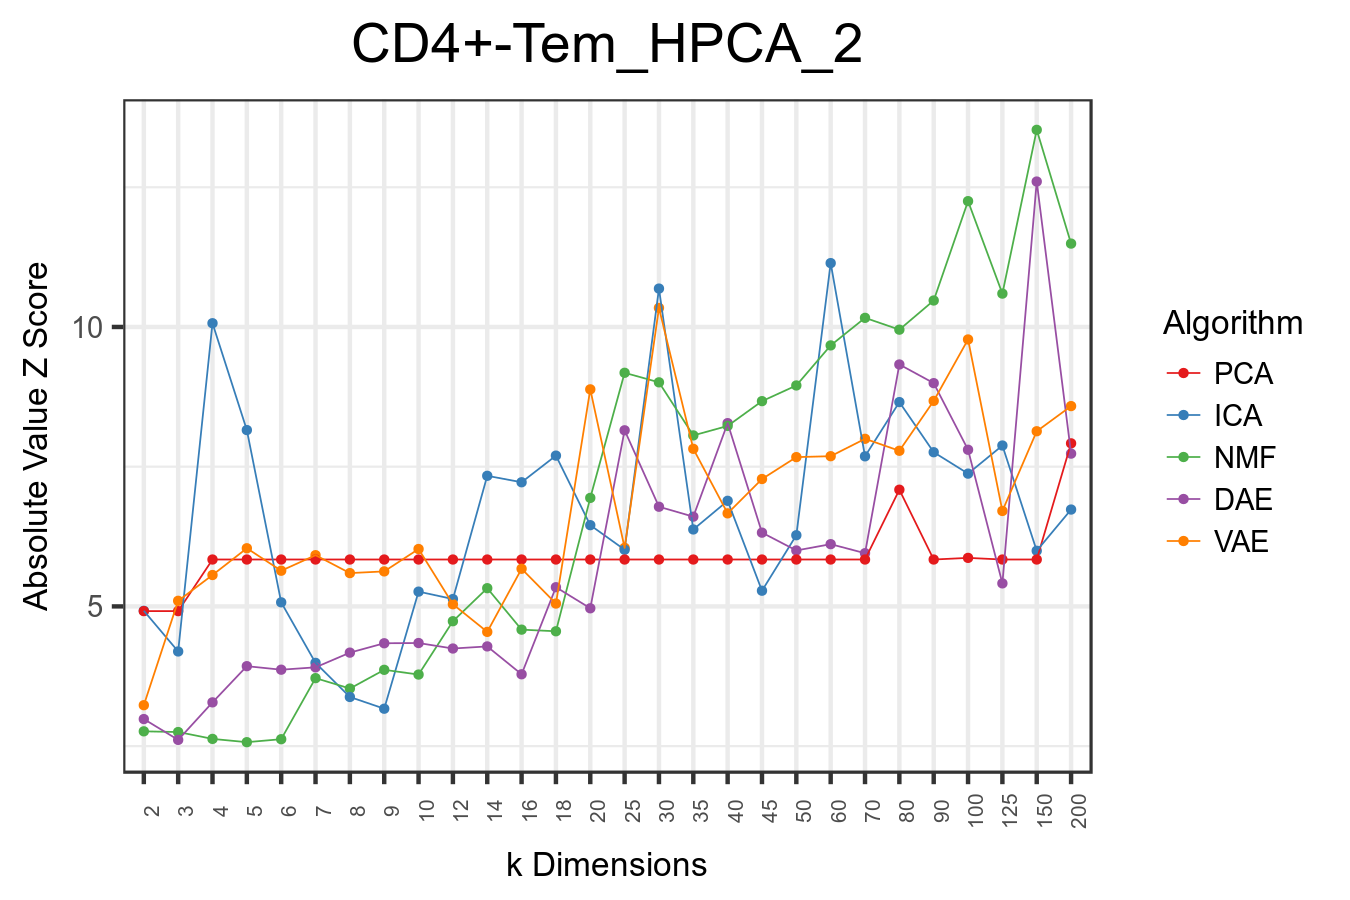 CD4+-Tem_HPCA_2
Absolute Value Z Score
10
5
2 3 4 5 6 7 8 9 10 12 14 16 18 20 25 30 35 40 45 50 60 70 80 90 100 125 150 200
k Dimensions
Algorithm
PCA
ICA
NMF
DAE
VAE